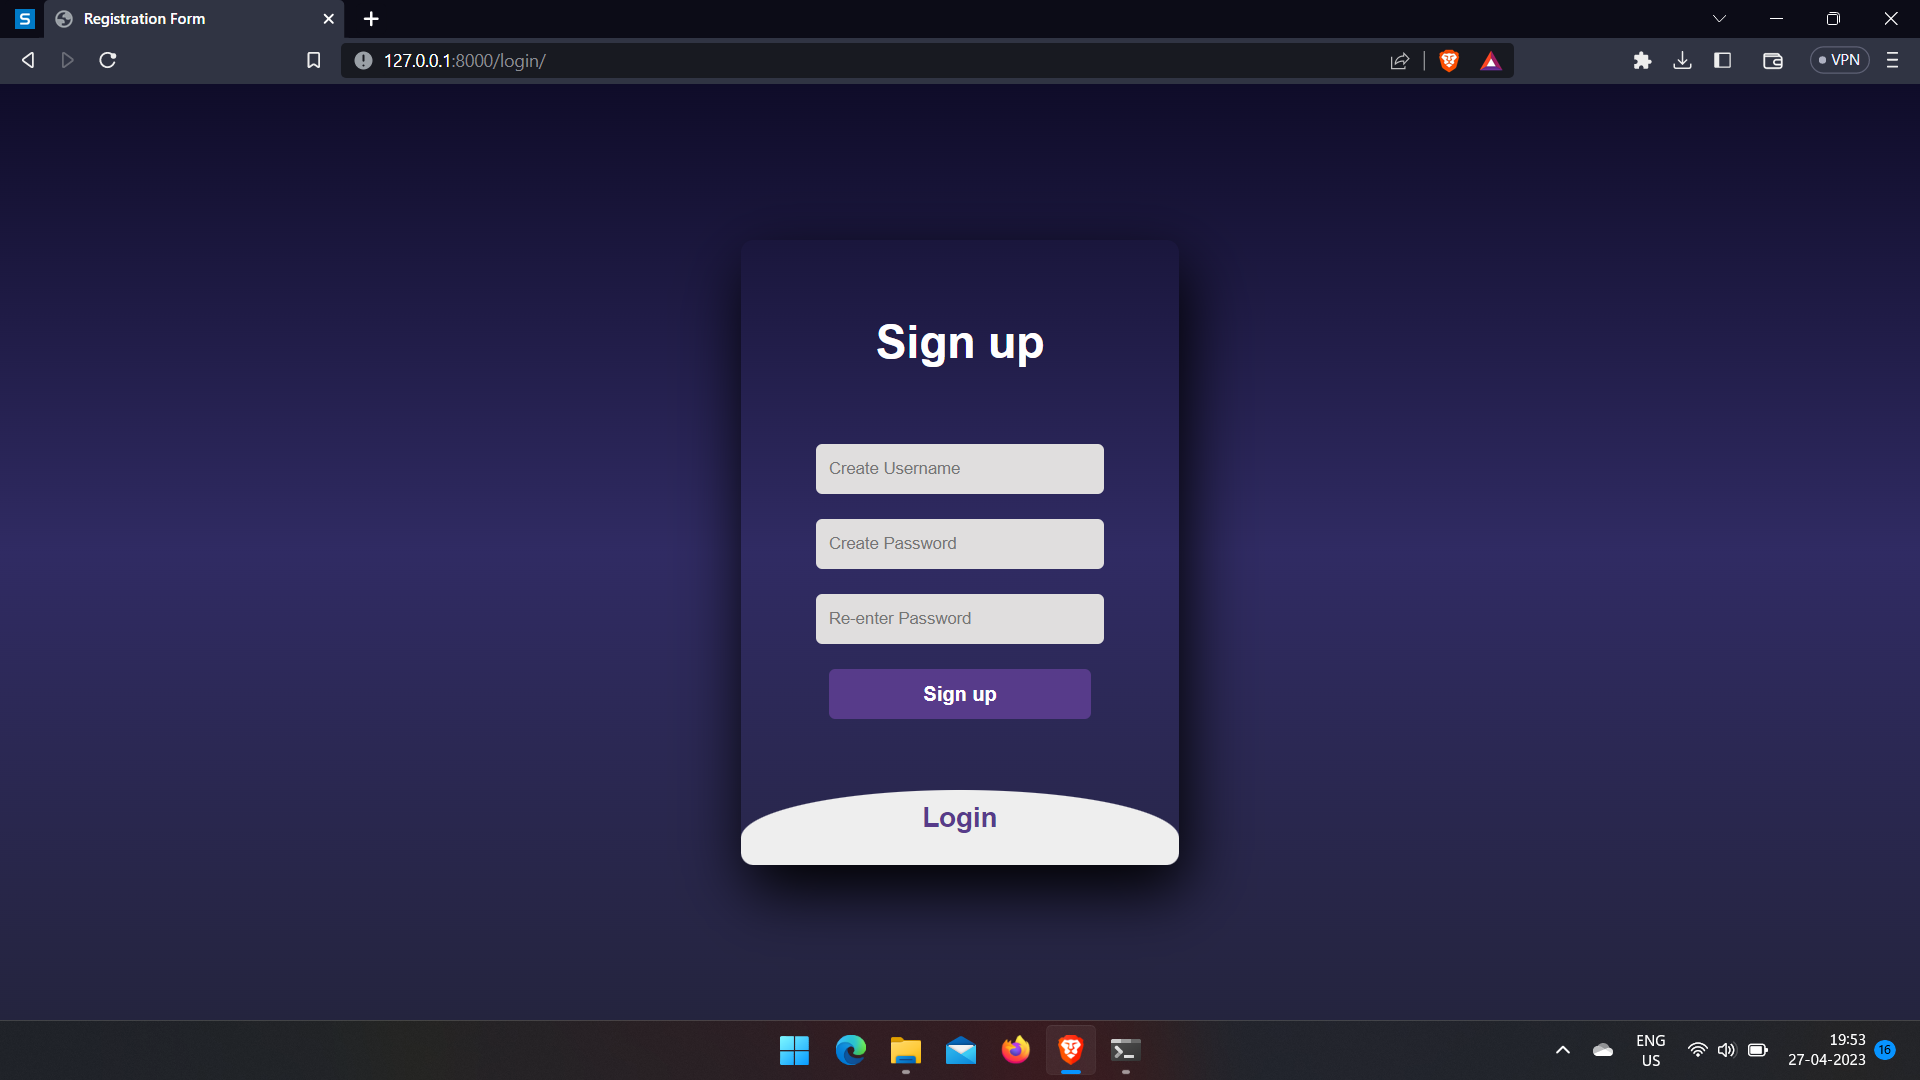 S
Registration Form
127.0.0.1:8000/login/
VPN
Sign up
Create Username
Create Password
Re-enter Password
Sign up
Login
ENG
US
19:53
27-04-2023
16